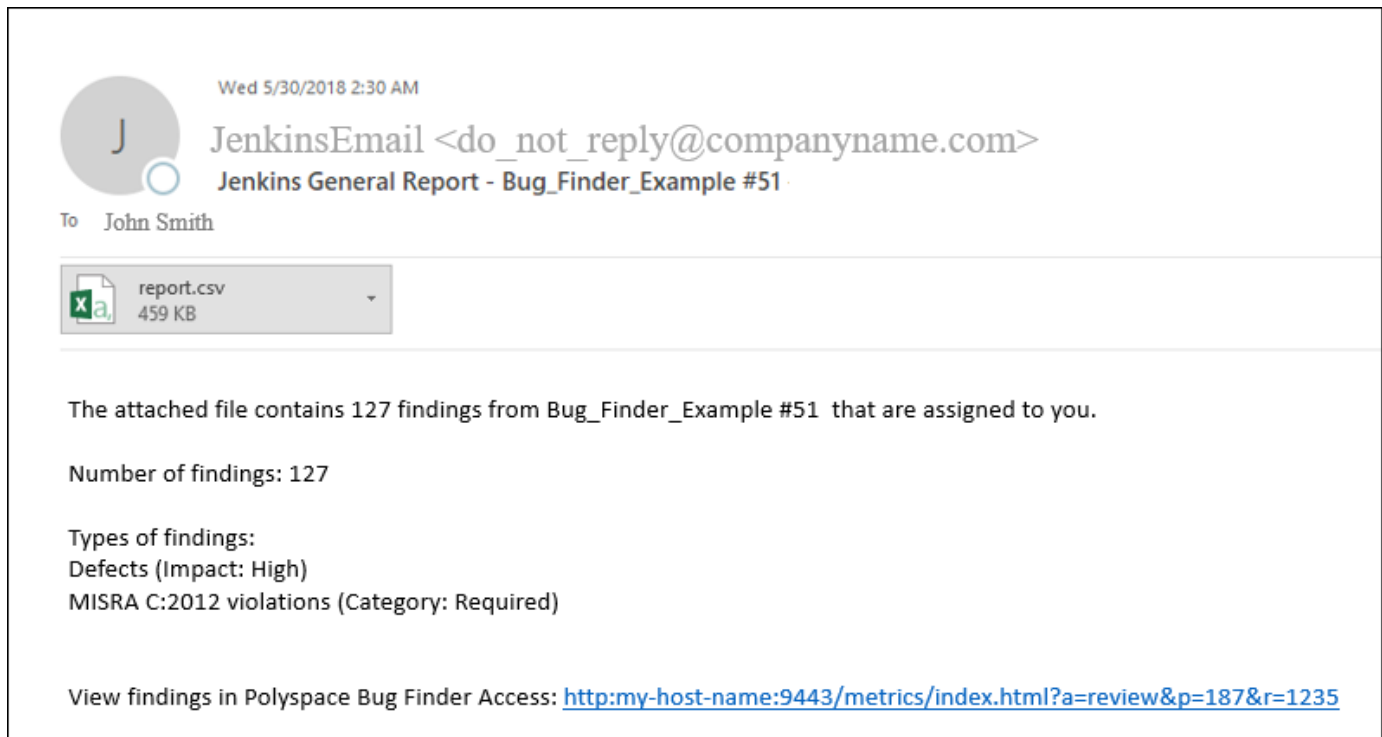 Wed 5/30/2018 2:30 AM
J
JenkinsEmail <do_not_reply@companyname.com>
Jenkins General Report - Bug_Finder_Example #51
To John Smith
report.csv
459 KB
The attached file contains 127 findings from Bug_Finder_Example #51 that are assigned to you.
Number of findings: 127
Types of findings:
Defects (Impact: High)
MISRA C:2012 violations (Category: Required)
View findings in Polyspace Bug Finder Access: http:my-host-name:9443/metrics/index.html?a=review&p=187&r=1235